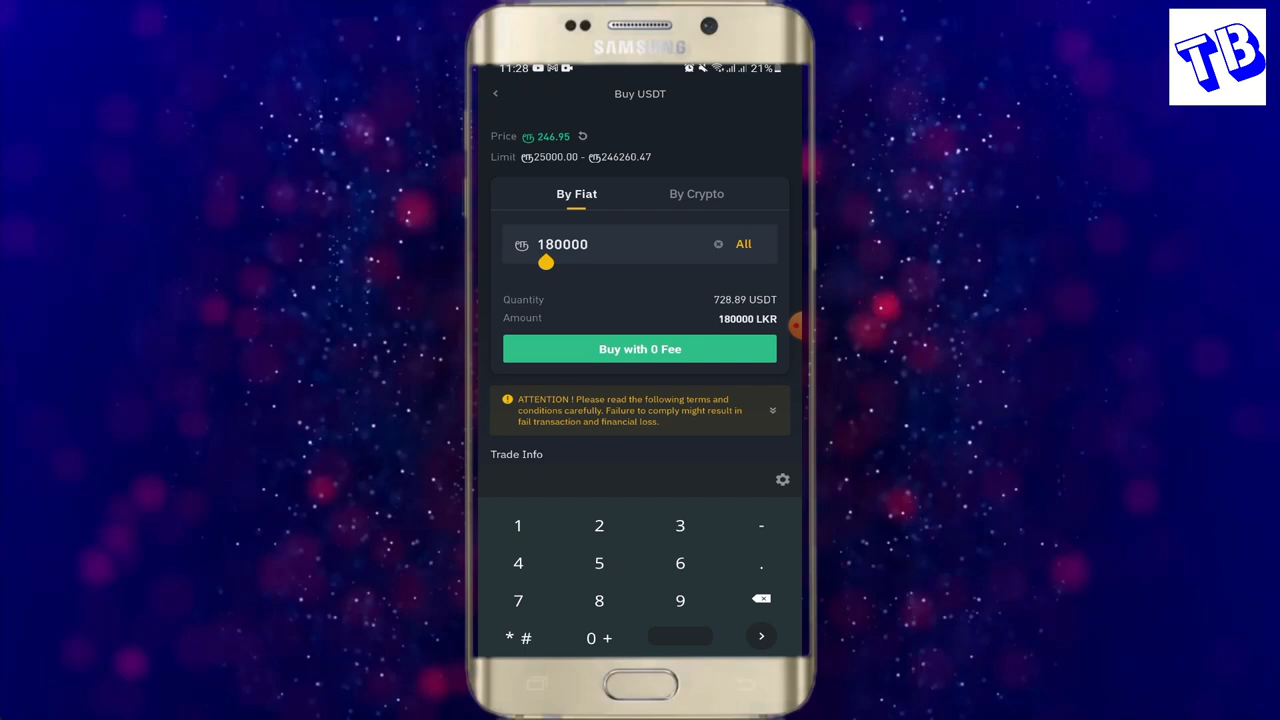 SAMSUNG
11:28
21%
Buy USDT
Price රු 246.95
Limit රු25000.00 - රු246260.47
By Fiat
By Crypto
රු 180000
All
Quantity
728.89 USDT
Amount
180000 LKR
Buy with 0 Fee
ATTENTION ! Please read the following terms and
conditions carefully. Failure to comply might result in
fail transaction and financial loss.
Trade Info
1 2 3 -
4 5 6 .
7 8 9
* # 0 +
TB